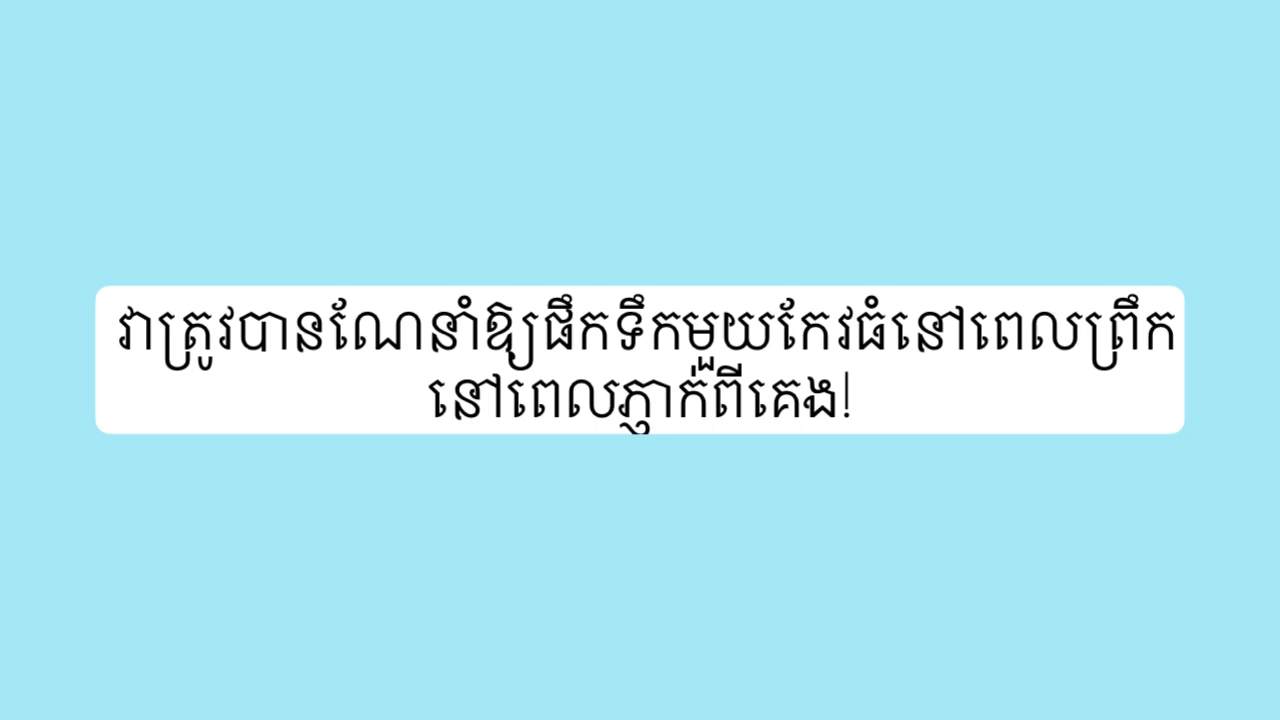 វាត្រូវបានណែនាំឱ្យផឹកទឹកមួយកែវធំនៅពេលព្រឹក
នៅពេលភ្ញាក់ពីគេង!